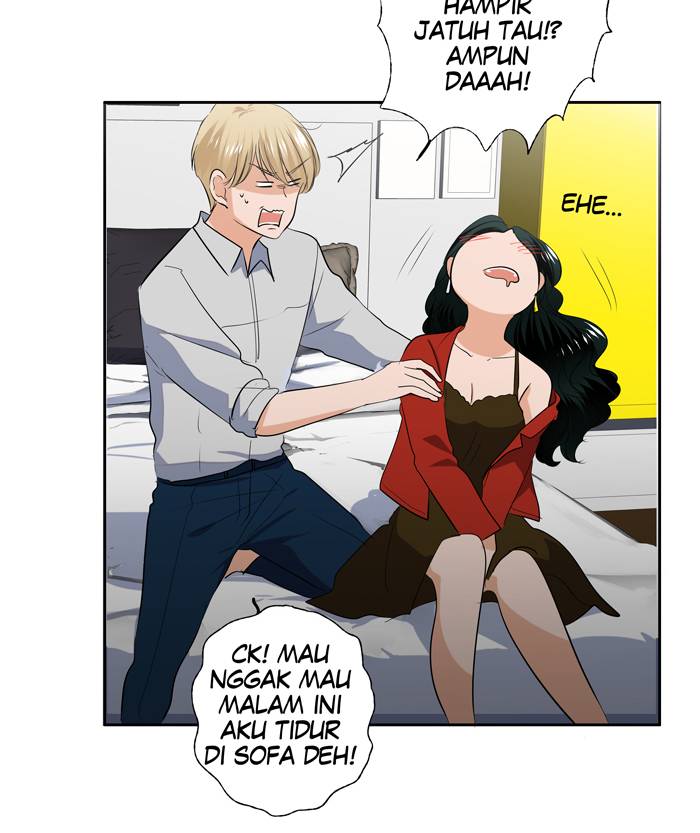 HAMPIR
JATUH TAU!?
AMPUN
DAAAH!
EHE...
CK! MAU
NGGAK MAU
MALAM INI
AKU TIDUR
DI SOFA DEH!